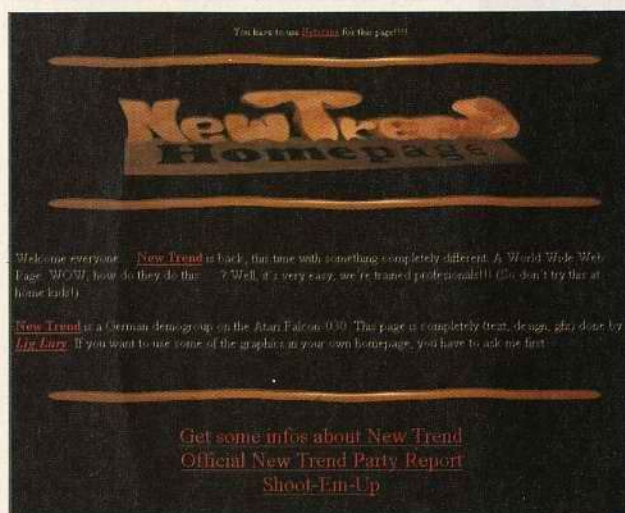 You have to use Netscape for this page!!!!
New Trend
Homepage
Welcome everyone New Trend is back, this time with something completely different. A World Wide Web
Page. WOW, how do they do this ? Well, it's very easy, we're trained profesionals!!! (So don't try this at
home kids!)
New Trend is a German demogroup on the Atari Falcon 030. This page is completely (text, design, gfx) done by
Lig Lury. If you want to use some of the graphics in your own homepage, you have to ask me first
Get some infos about New Trend
Official New Trend Party Report
Shoot-Em-Up